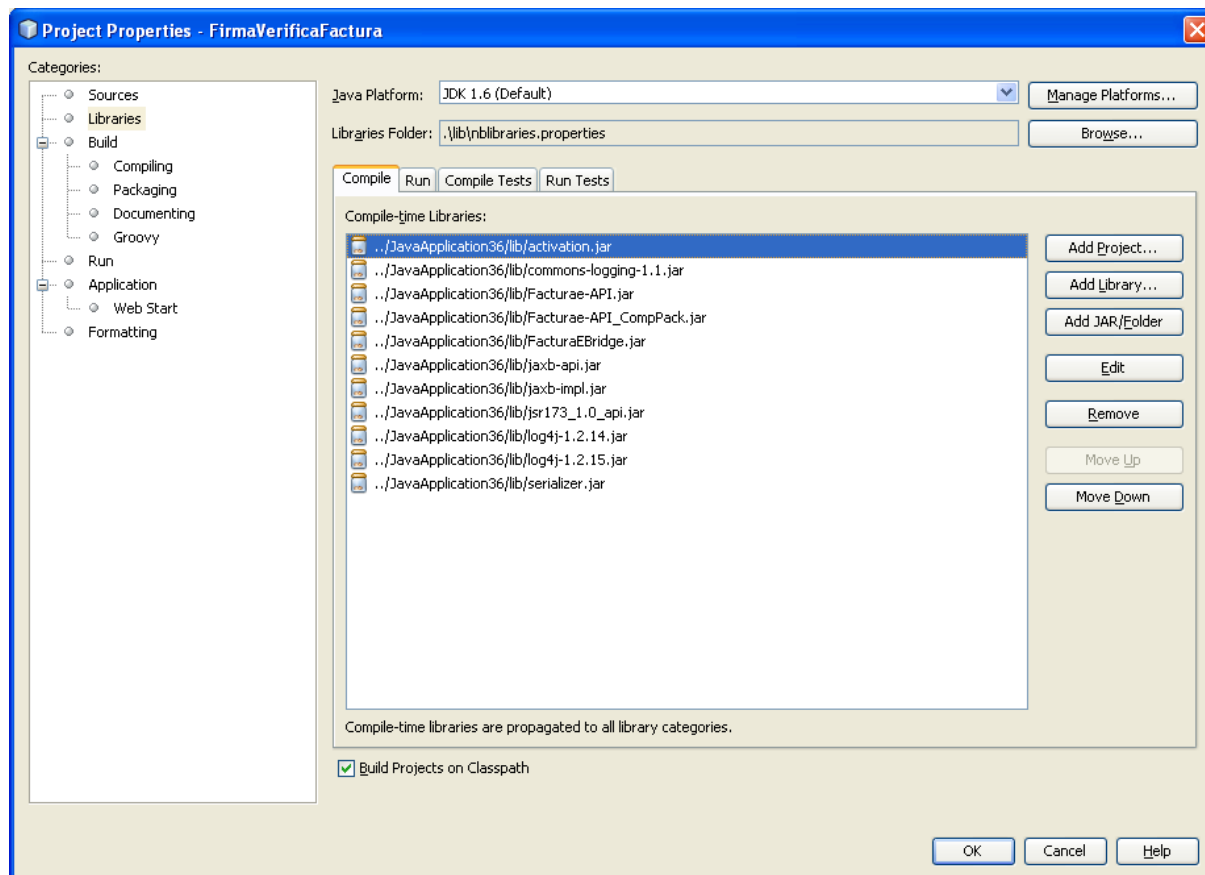 Project Properties - FirmaVerificaFactura
Categories:
Sources
Libraries
Build
Compiling
Packaging
Documenting
Groovy
Run
Application
Web Start
Formatting
Java Platform: JDK 1.6 (Default) Manage Platforms...
Libraries Folder: .\lib\nblibraries.properties Browse...
Compile Run Compile Tests Run Tests
Compile-time Libraries:
../JavaApplication36/lib/activation.jar
../JavaApplication36/lib/commons-logging-1.1.jar
../JavaApplication36/lib/Facturae-API.jar
../JavaApplication36/lib/Facturae-API_CompPack.jar
../JavaApplication36/lib/FacturaEBridge.jar
../JavaApplication36/lib/jaxb-api.jar
../JavaApplication36/lib/jaxb-impl.jar
../JavaApplication36/lib/jsr173_1.0_api.jar
../JavaApplication36/lib/log4j-1.2.14.jar
../JavaApplication36/lib/log4j-1.2.15.jar
../JavaApplication36/lib/serializer.jar
Add Project...
Add Library...
Add JAR/Folder
Edit
Remove
Move Up
Move Down
Compile-time libraries are propagated to all library categories.
Build Projects on Classpath
OK Cancel Help